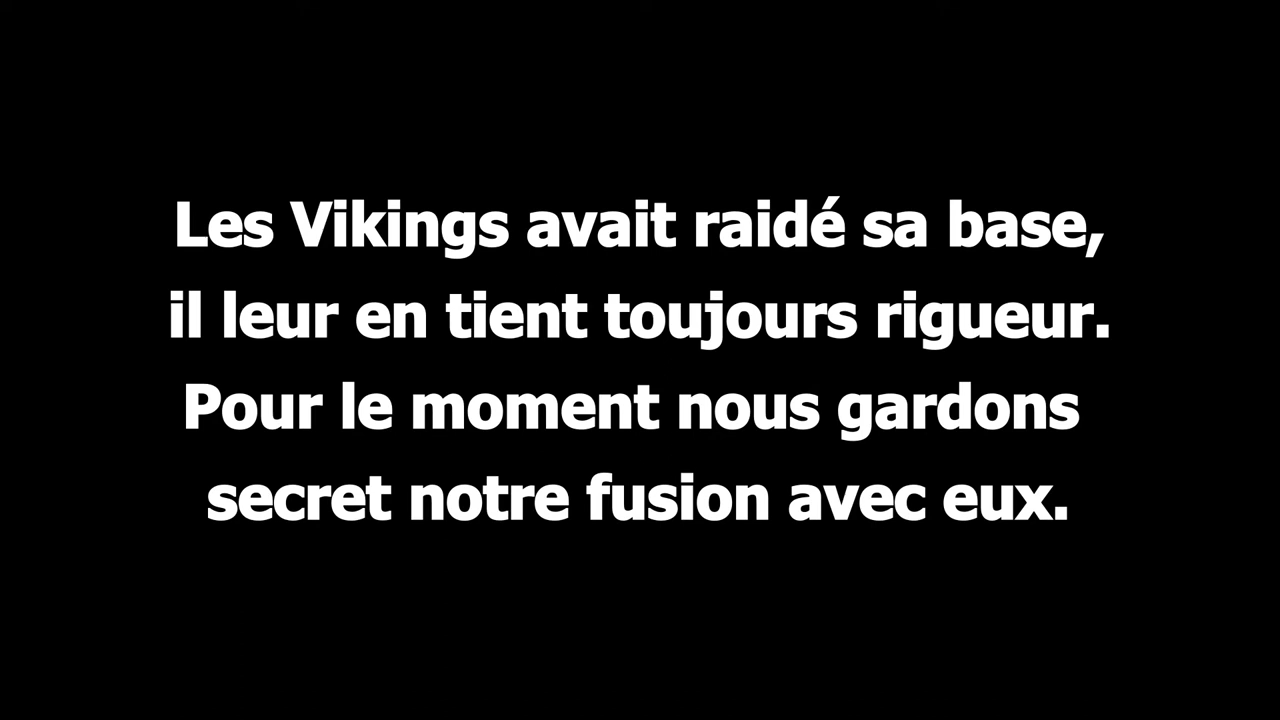 Les Vikings avait raidé sa base,
il leur en tient toujours rigueur.
Pour le moment nous gardons
secret notre fusion avec eux.